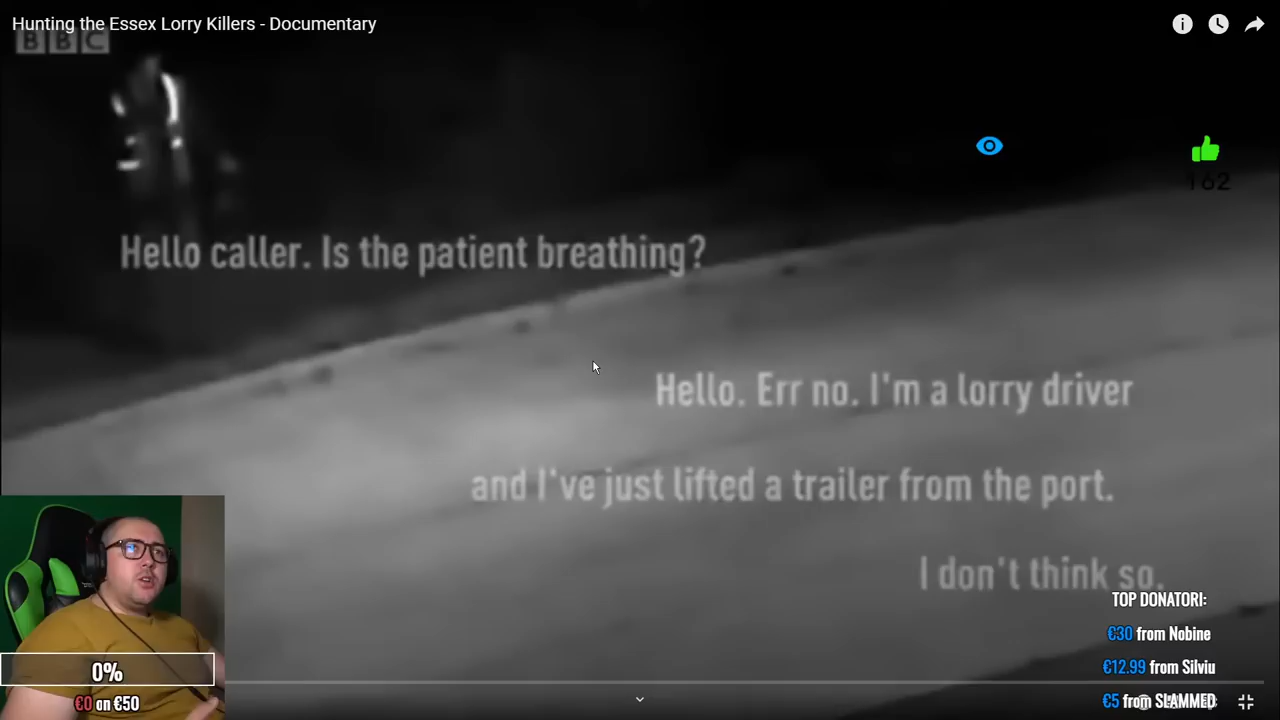 Hunting the Essex Lorry Killers - Documentary
BBC
162
Hello caller. Is the patient breathing?
Hello. Err no. I'm a lorry driver
and I've just lifted a trailer from the port.
I don't think so.
TOP DONATORI:
€30 from Nobine
€12.99 from Silviu
€5 from SLAMMED
0%
€0 on €50